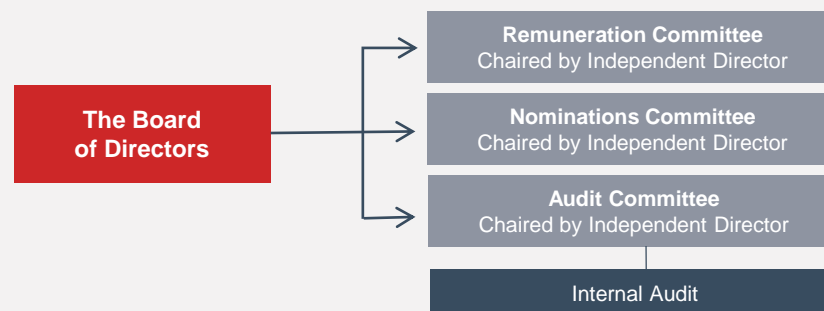 The Board
of Directors
Remuneration Committee
Chaired by Independent Director
Nominations Committee
Chaired by Independent Director
Audit Committee
Chaired by Independent Director
Internal Audit